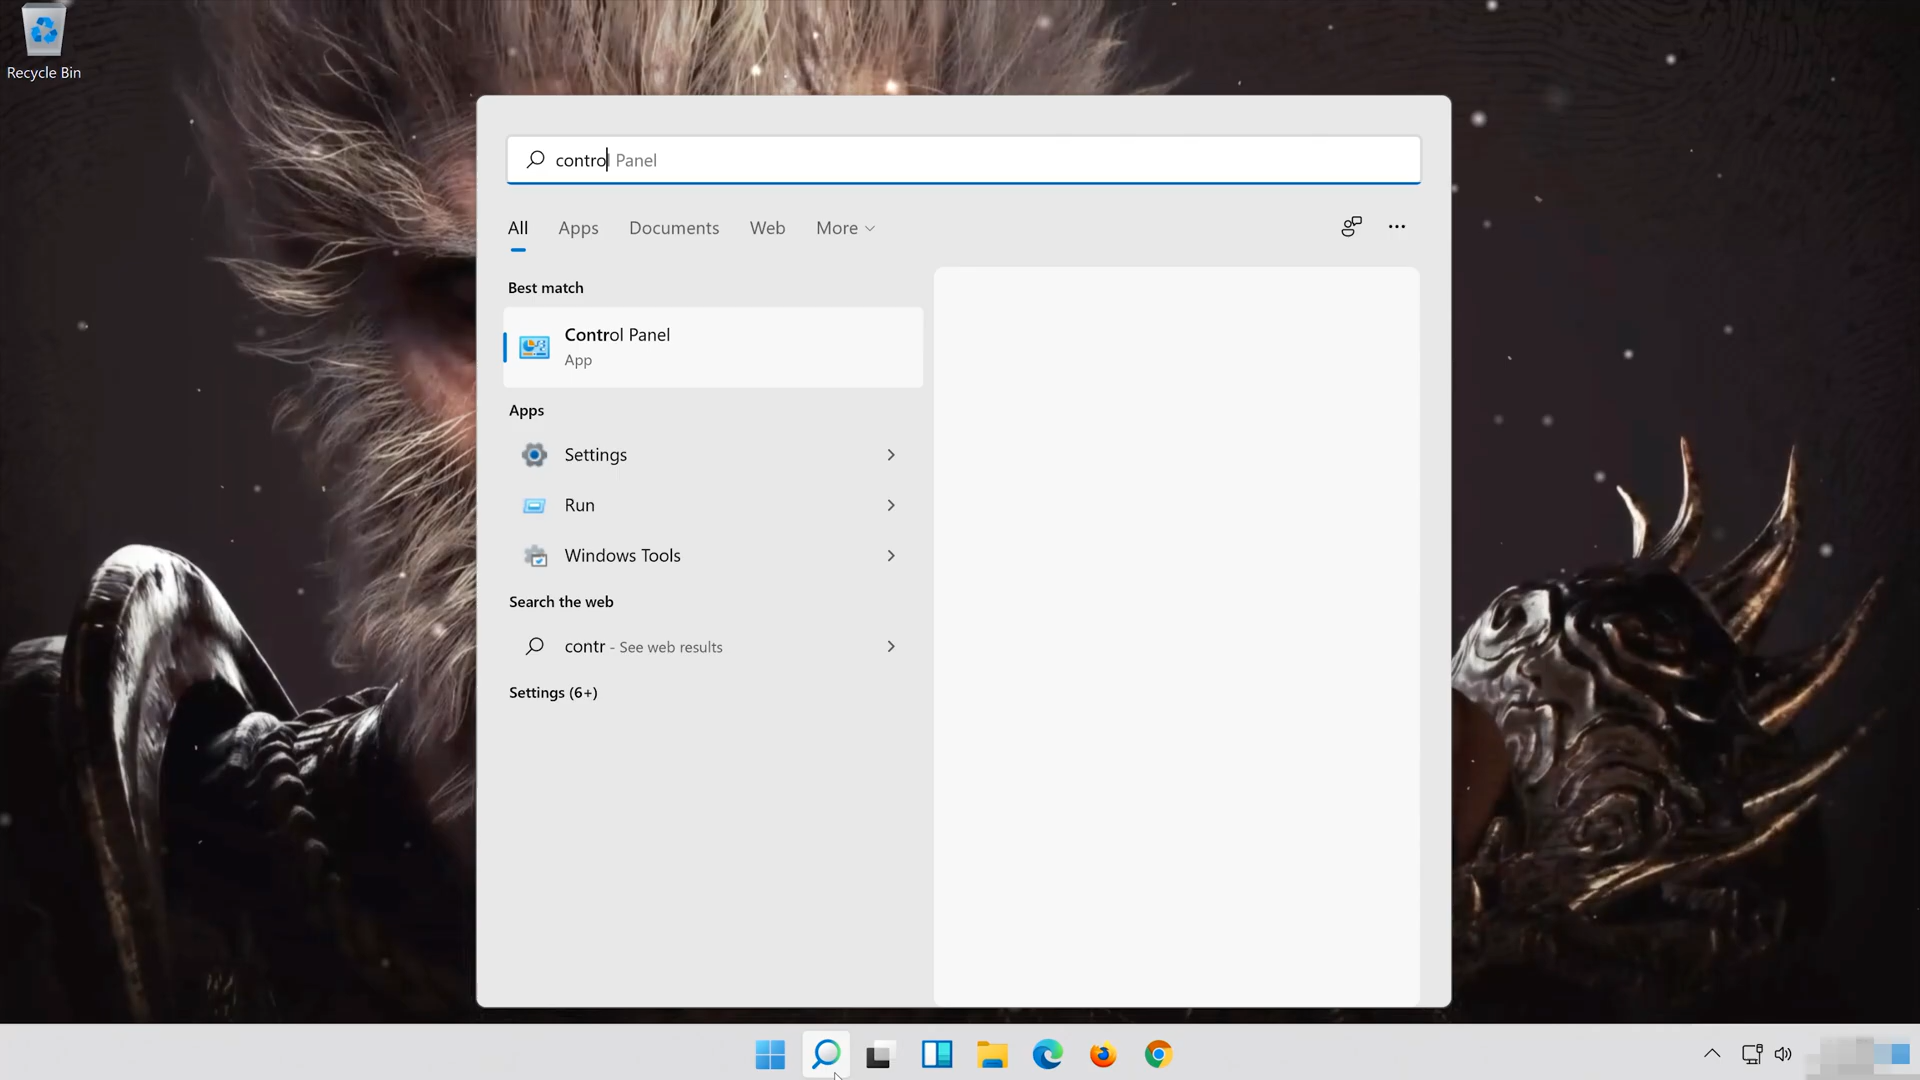 Recycle Bin
control Panel
All
Apps
Documents
Web
More
Best match
Control Panel
App
Apps
Settings
Run
Windows Tools
Search the web
contr - See web results
Settings (6+)